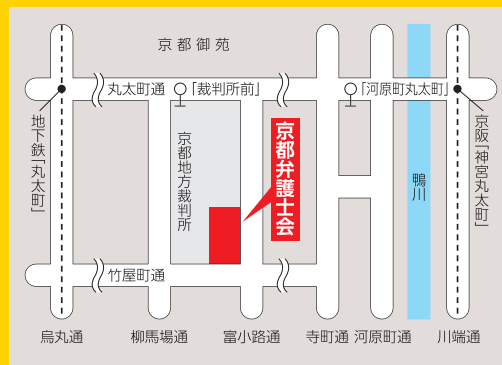 京都御苑
丸太町通
「裁判所前」
「河原町丸太町」
地下鉄「丸太町」
京都地方裁判所
京都弁護士会
鴨川
京阪「神宮丸太町」
竹屋町通
烏丸通
柳馬場通
富小路通
寺町通
河原町通
川端通